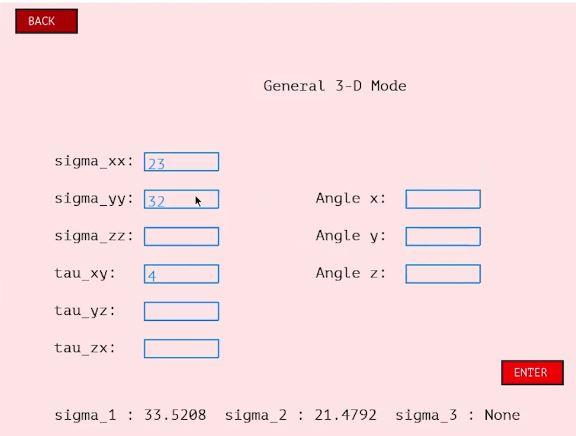 BACK
General 3-D Mode
sigma_xx: 23
sigma_yy: 32 Angle x:
sigma_zz: Angle y:
tau_xy: 4 Angle z:
tau_yz:
tau_zx:
ENTER
sigma_1 : 33.5208 sigma_2 : 21.4792 sigma_3 : None